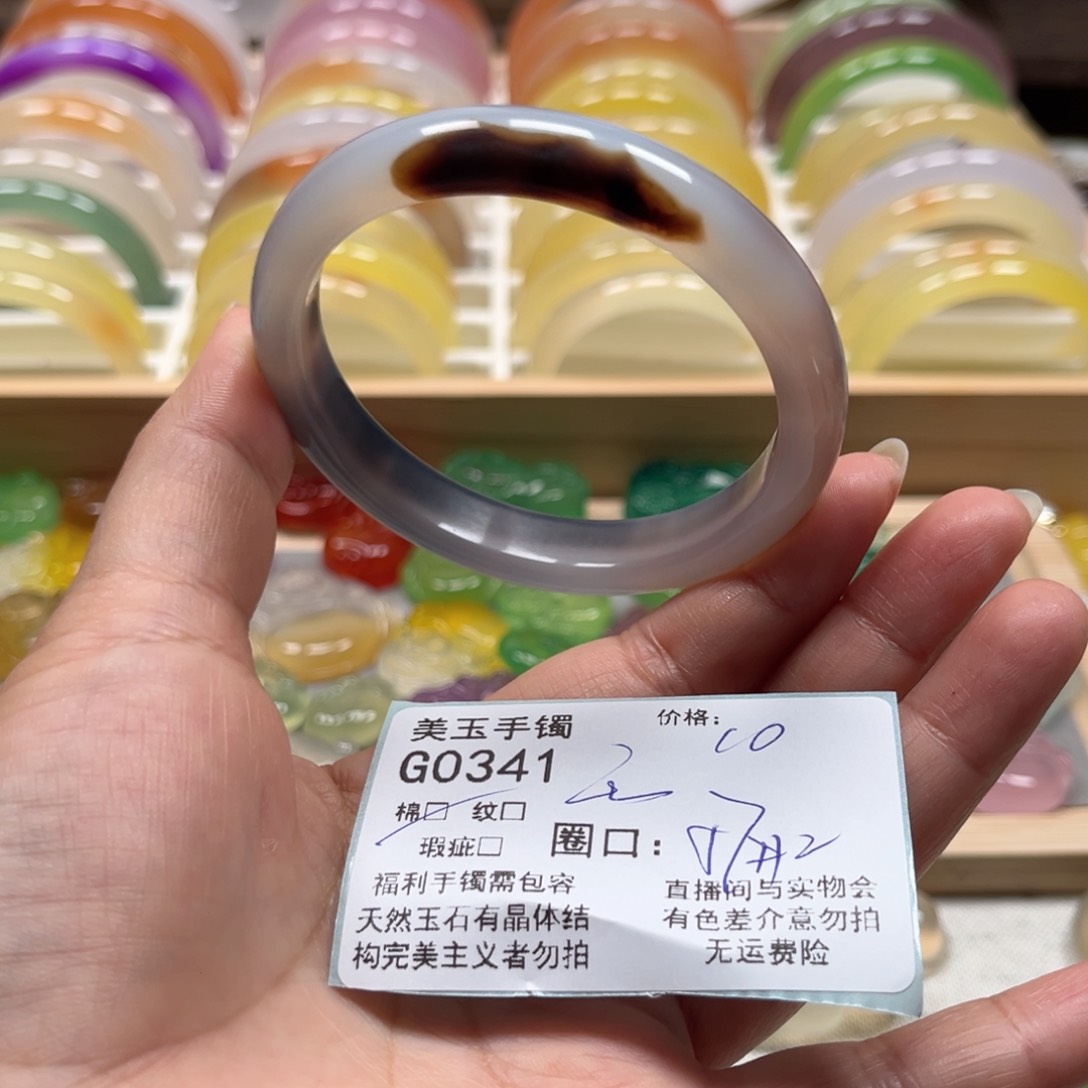 美玉手镯 价格：
G0341
棉□ 纹□
瑕疵□ 圈口：
福利手镯需包容
天然玉石有晶体结
构完美主义者勿拍
直播间与实物会
有色差介意勿拍
无运费险